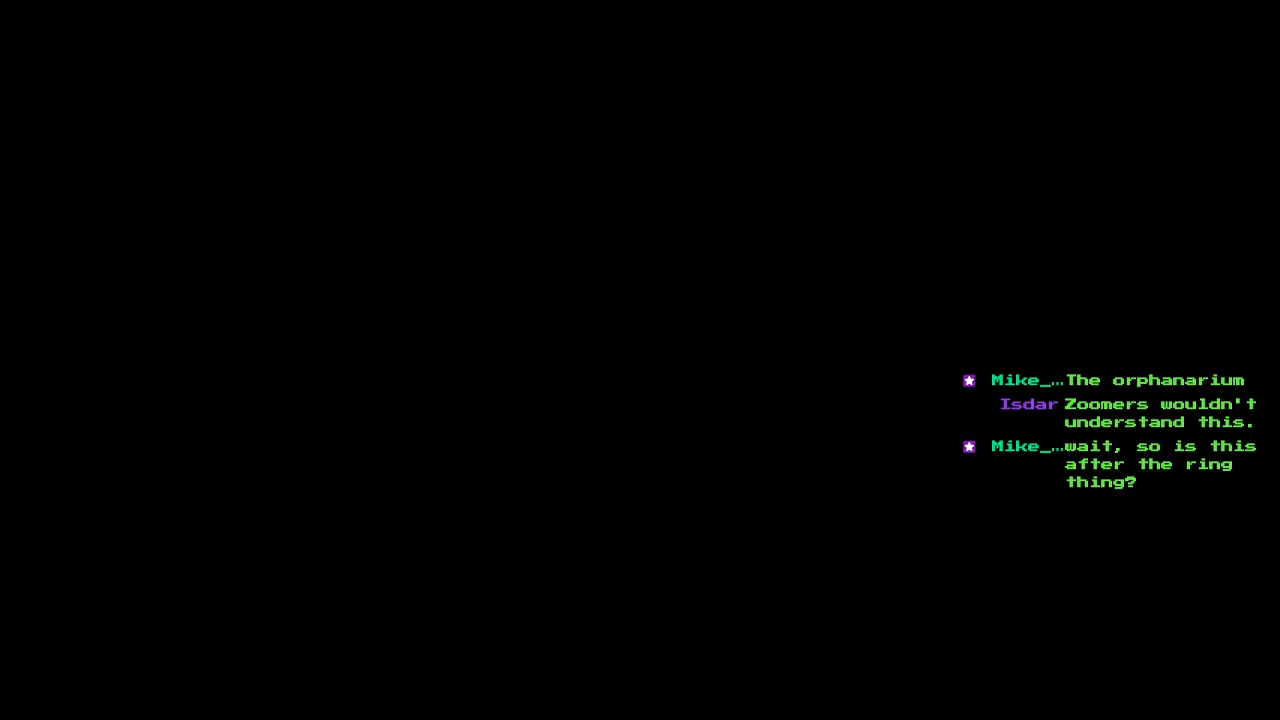 Mike_…The orphanarium
Isdar Zoomers wouldn't
understand this.
Mike_…wait, so is this
after the ring
thing?